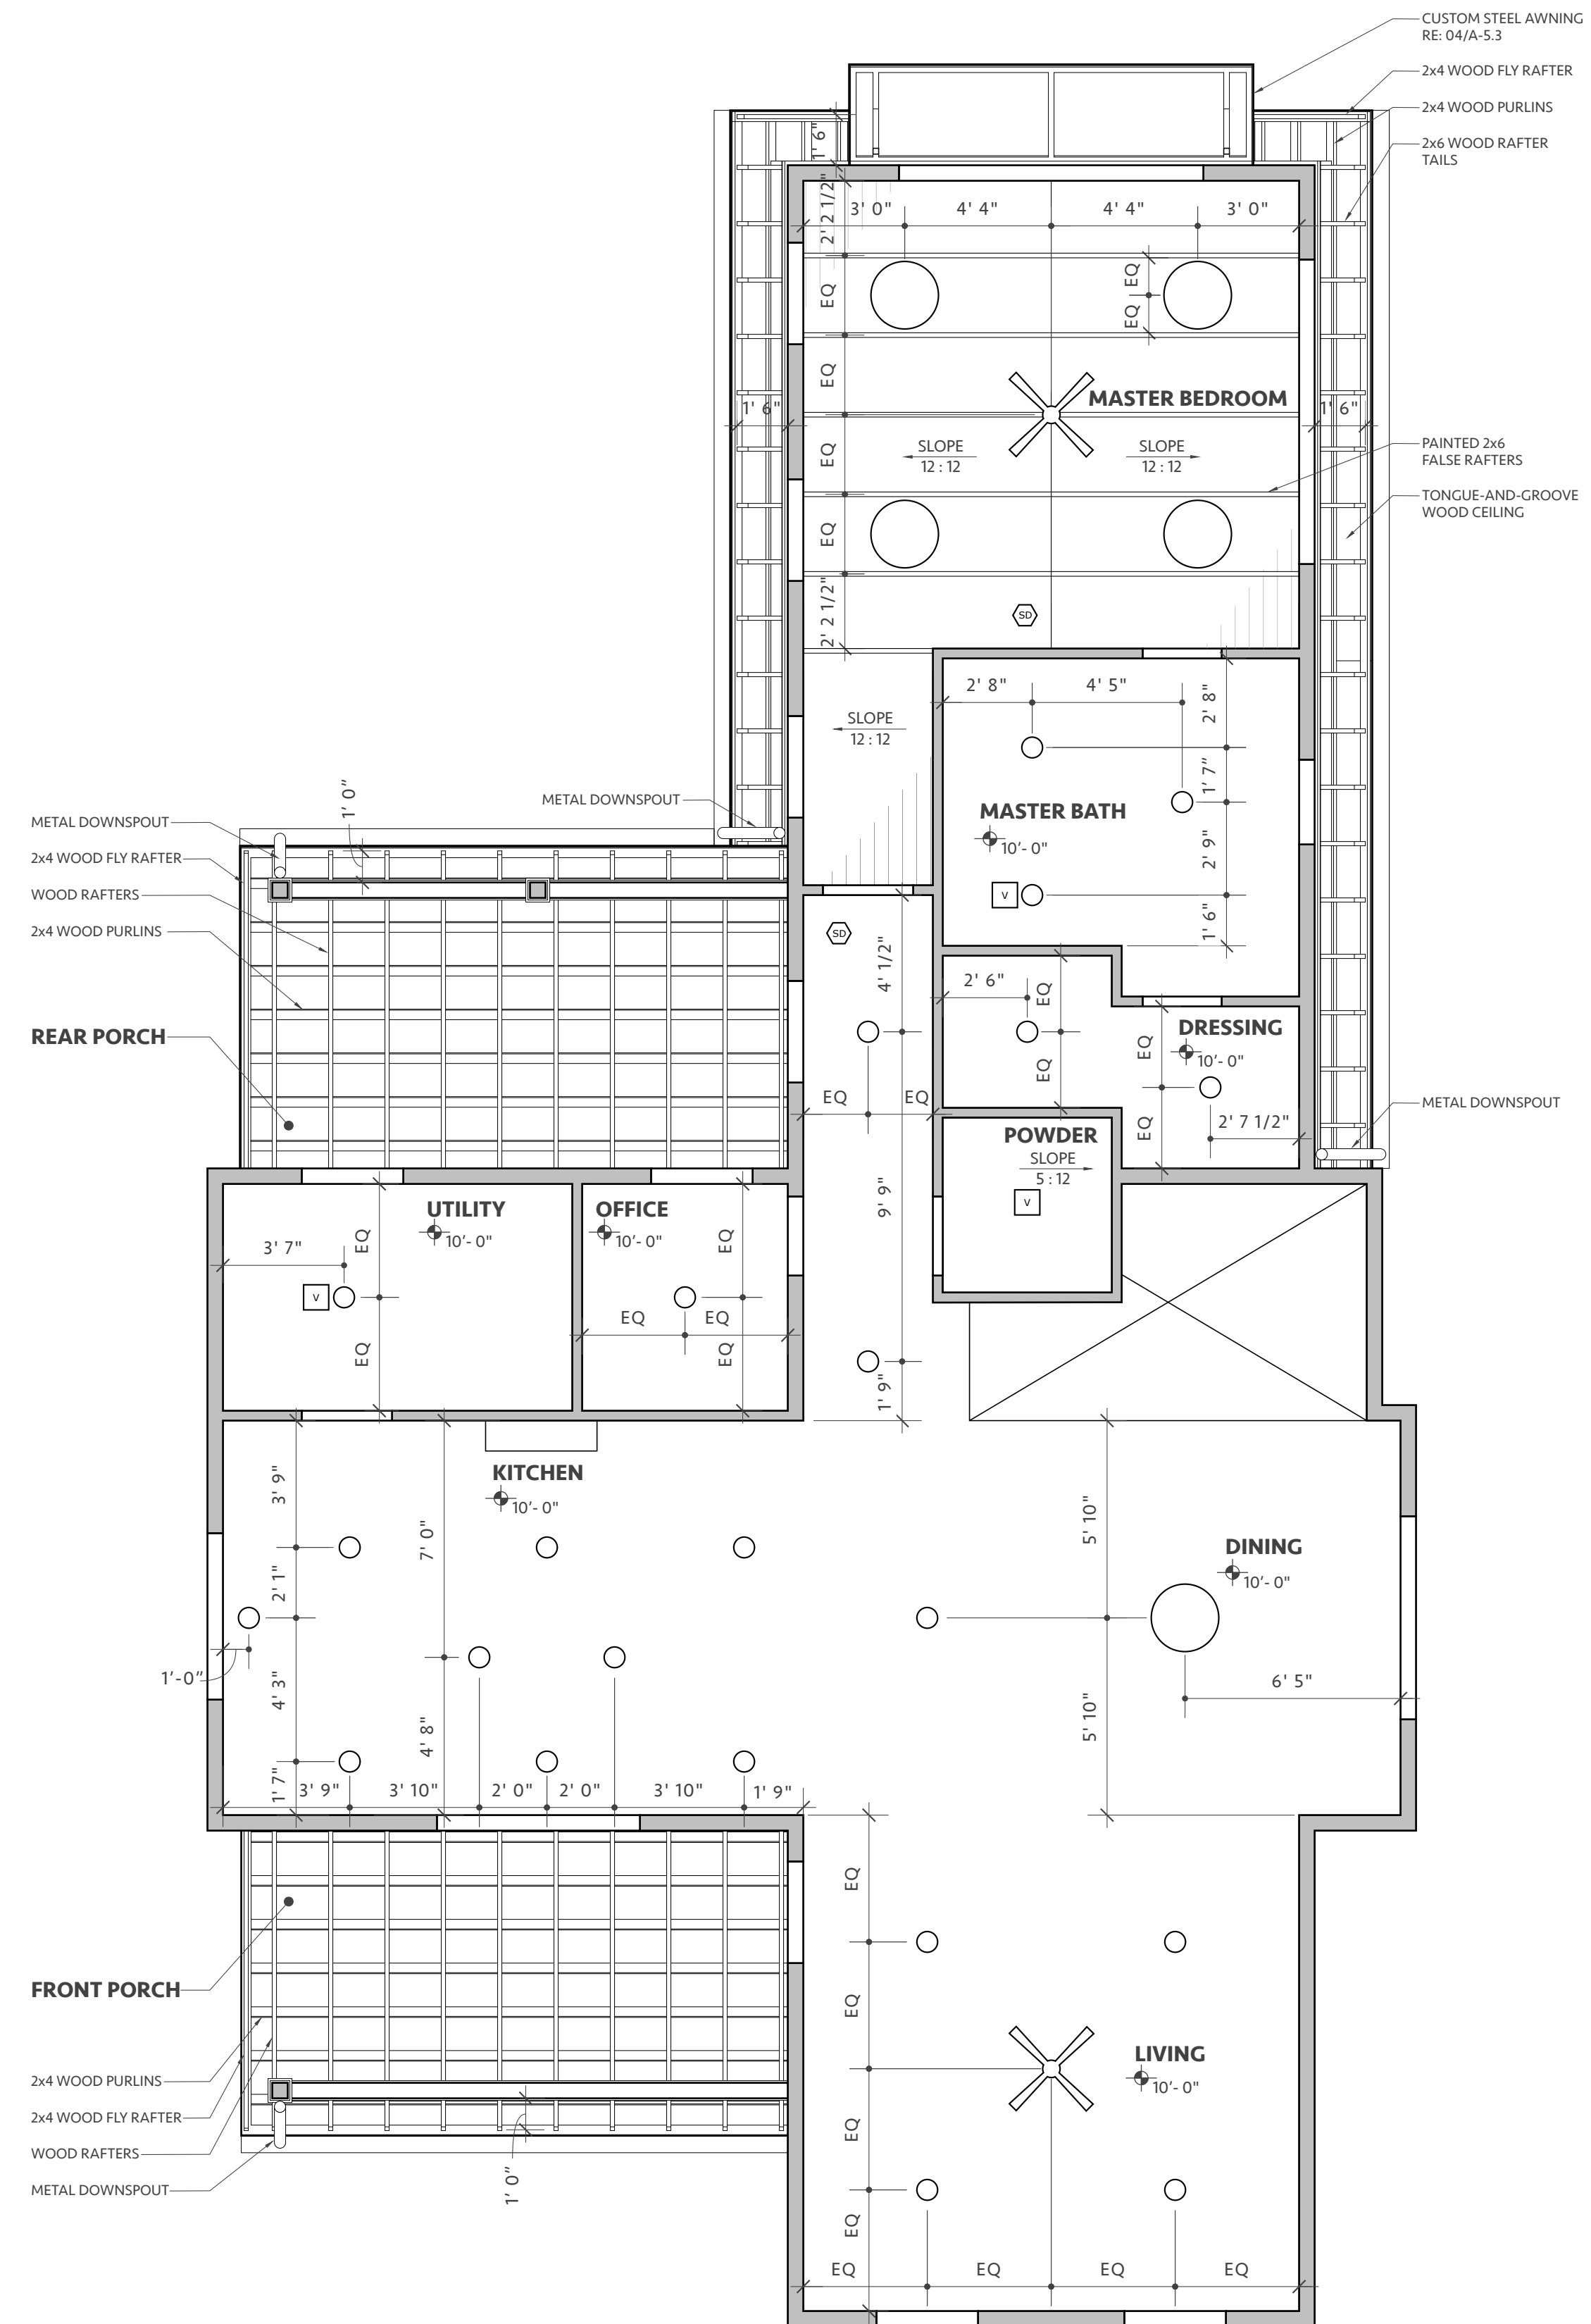 CUSTOM STEEL AWNING
RE: 04/A-5.3
2x4 WOOD FLY RAFTER
2x4 WOOD PURLINS
2x6 WOOD RAFTER
TAILS
1' 6"
2' 2 1/2"
3' 0"
4' 4"
4' 4"
3' 0"
EQ
EQ
EQ
EQ
MASTER BEDROOM
1' 6"
1' 6"
EQ
SLOPE
12 : 12
SLOPE
12 : 12
PAINTED 2x6
FALSE RAFTERS
TONGUE-AND-GROOVE
WOOD CEILING
EQ
2' 2 1/2"
SD
2' 8"
4' 5"
2' 8"
SLOPE
12 : 12
1' 7"
METAL DOWNSPOUT
1' 0"
MASTER BATH
10'- 0"
2' 9"
METAL DOWNSPOUT
2x4 WOOD FLY RAFTER
WOOD RAFTERS
2x4 WOOD PURLINS
V
1' 6"
SD
4' 1/2"
2' 6"
EQ
EQ
REAR PORCH
DRESSING
10'- 0"
EQ
EQ
EQ
EQ
2' 7 1/2"
METAL DOWNSPOUT
POWDER
SLOPE
5 : 12
V
9' 9"
UTILITY
10'- 0"
OFFICE
10'- 0"
3' 7"
EQ
EQ
V
EQ
EQ
EQ
EQ
1' 9"
KITCHEN
10'- 0"
3' 9"
7' 0"
5' 10"
DINING
10'- 0"
2' 1"
1'-0"
4' 3"
4' 8"
5' 10"
6' 5"
1' 7"
3' 9"
3' 10"
2' 0"
2' 0"
3' 10"
1' 9"
EQ
FRONT PORCH
EQ
LIVING
10'- 0"
2x4 WOOD PURLINS
2x4 WOOD FLY RAFTER
WOOD RAFTERS
METAL DOWNSPOUT
1' 0"
EQ
EQ
EQ
EQ
EQ
EQ